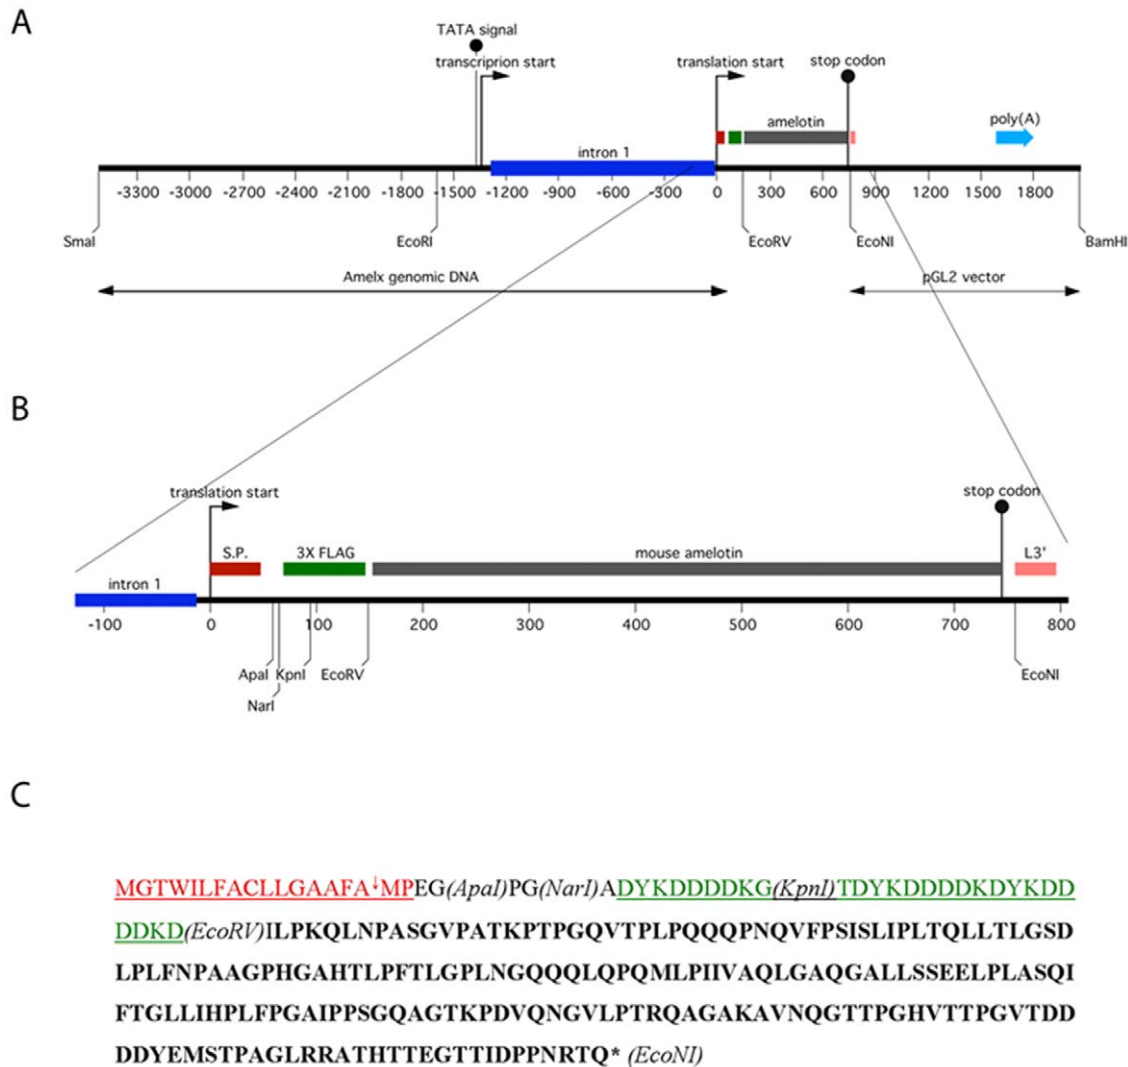 A
TATA signal
transcriprion start
translation start
stop codon
amelotin
poly(A)
intron 1
-3300 -3000 -2700 -2400 -2100 -1800 -1500 -1200 -900 -600 -300 0 300 600 900 1200 1500 1800
SmaI EcoRI EcoRV EcoNI BamHI
Amelx genomic DNA
pGL2 vector
B
translation start
stop codon
S.P. 3X FLAG mouse amelotin L3'
intron 1
-100 0 100 200 300 400 500 600 700 800
ApaI KpnI EcoRV EcoNI
NarI
C
MGTWILFACLLGAAFA↓MPEG(ApaI)PG(NarI)ADYKDDDDKG(KpnI)TDYKDDDDKDYKDD
DDKD(EcoRV)ILPKQLNPASGVPATKPTPGQVTPLPQQQPNQVFPSISLIPLTQLLTLGSD
LPLFNPAAGPHGAHTLPFTLGPLNGQQQLQPQMLPIIVAQLGAQGALLSSEELPLASQI
FTGLLIHPLFPGAIPPSGQAGTKPDVQNGVLPTRQAGAKAVNQGTTPGHVTTPGVTDD
DDYEMSTPAGLRRATHTTEGTTIDPPNRTQ* (EcoNI)